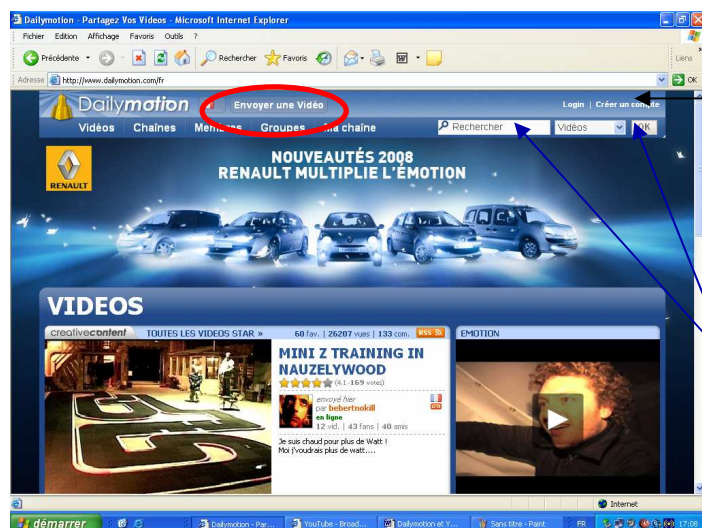 Dailymotion - Partagez Vos Videos - Microsoft Internet Explorer
Fichier Edition Affichage Favoris Outils ?
Précédente Rechercher Favoris W Liens
Adresse http://www.dailymotion.com/fr OK
Dailymotion Envoyer une Vidéo Login | Créer un compte
Vidéos Chaînes Membres Groupes Ma chaîne Rechercher Vidéos OK
NOUVEAUTÉS 2008
RENAULT MULTIPLIE L'ÉMOTION
RENAULT
VIDEOS
creativecontent TOUTES LES VIDEOS STAR » 60 fav. | 26207 vues | 133 com. RSS EMOTION
MINI Z TRAINING IN
NAUZELYWOOD
(4.1 -169 votes)
envoyé hier
par bebertnokill
en ligne
12 vid. | 43 fans | 40 amis
Je suis chaud pour plus de Watt !
Moi j'voudrais plus de watt....
Internet
démarrer Dailymotion - Par... YouTube - Broad... Dailymotion et Y... Sans titre - Paint FR 17:08